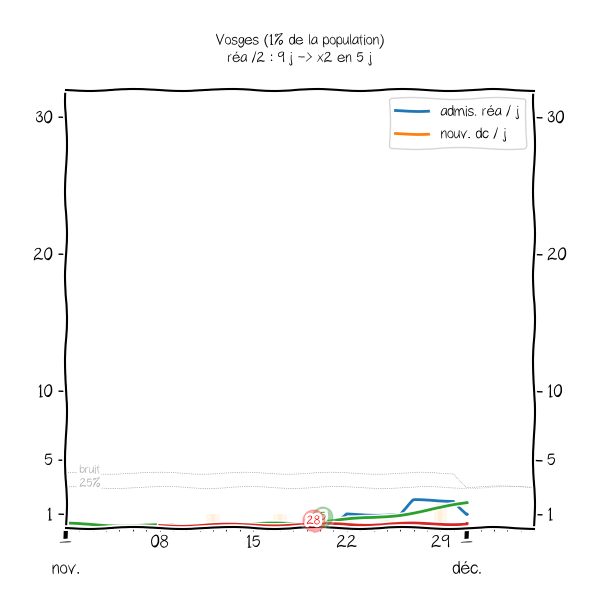 Vosges (1% de la population)
réa /2 : 9 j -> x2 en 5 j
admis. réa / j
nouv. dc / j
30
30
20
20
10
10
5
5
bruit
25%
1
1
28
08
15
22
29
nov.
déc.